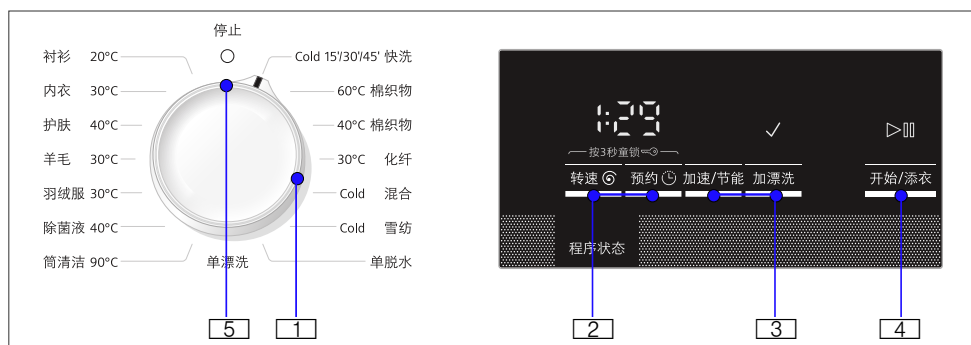 停止
衬衫 20°C
Cold 15'/30'/45' 快洗
内衣 30°C
60°C 棉织物
护肤 40°C
40°C 棉织物
羊毛 30°C
30°C 化纤
羽绒服 30°C
Cold 混合
除菌液 40°C
Cold 雪纺
筒清洁 90°C
单漂洗
单脱水
1:29
按3秒童锁
转速 预约 加速/节能 加漂洗 开始/添衣
程序状态
5 1 2 3 4